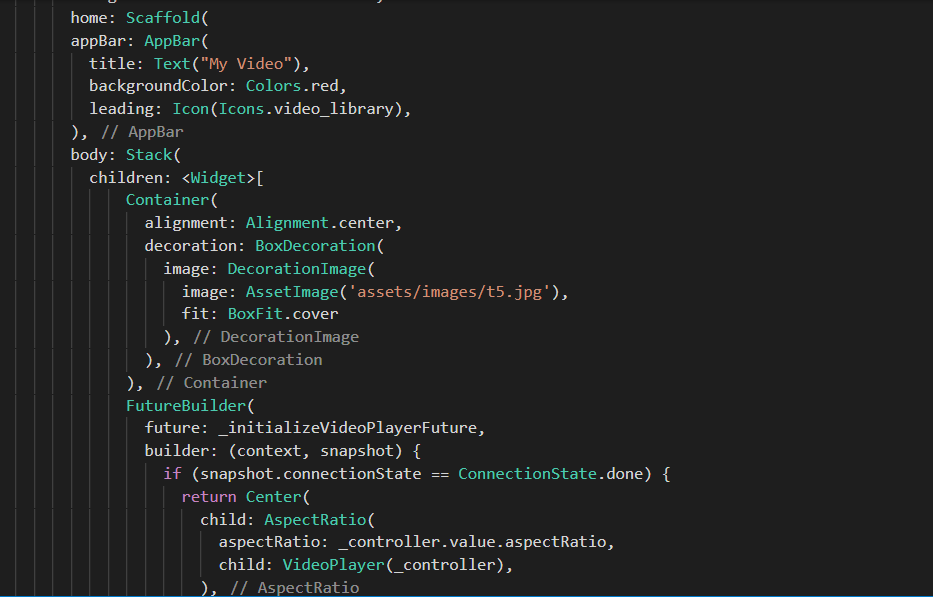 home: Scaffold(
appBar: AppBar(
title: Text("My Video"),
backgroundColor: Colors.red,
leading: Icon(Icons.video_library),
), // AppBar
body: Stack(
children: <Widget>[
Container(
alignment: Alignment.center,
decoration: BoxDecoration(
image: DecorationImage(
image: AssetImage('assets/images/t5.jpg'),
fit: BoxFit.cover
), // DecorationImage
), // BoxDecoration
), // Container
FutureBuilder(
future: _initializeVideoPlayerFuture,
builder: (context, snapshot) {
if (snapshot.connectionState == ConnectionState.done) {
return Center(
child: AspectRatio(
aspectRatio: _controller.value.aspectRatio,
child: VideoPlayer(_controller),
), // AspectRatio